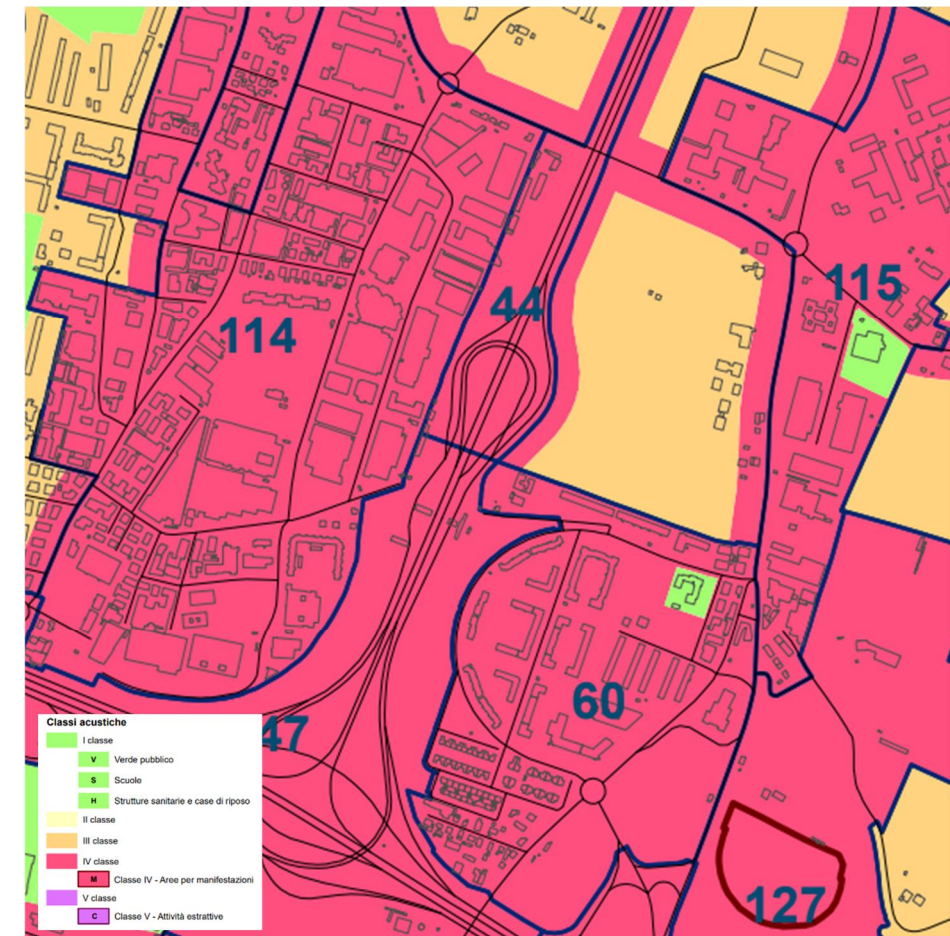 115
44
114
60
47
127
Classi acustiche
I classe
V Verde pubblico
S Scuole
H Strutture sanitarie e case di riposo
II classe
III classe
IV classe
M Classe IV - Aree per manifestazioni
V classe
C Classe V - Attività estrattive